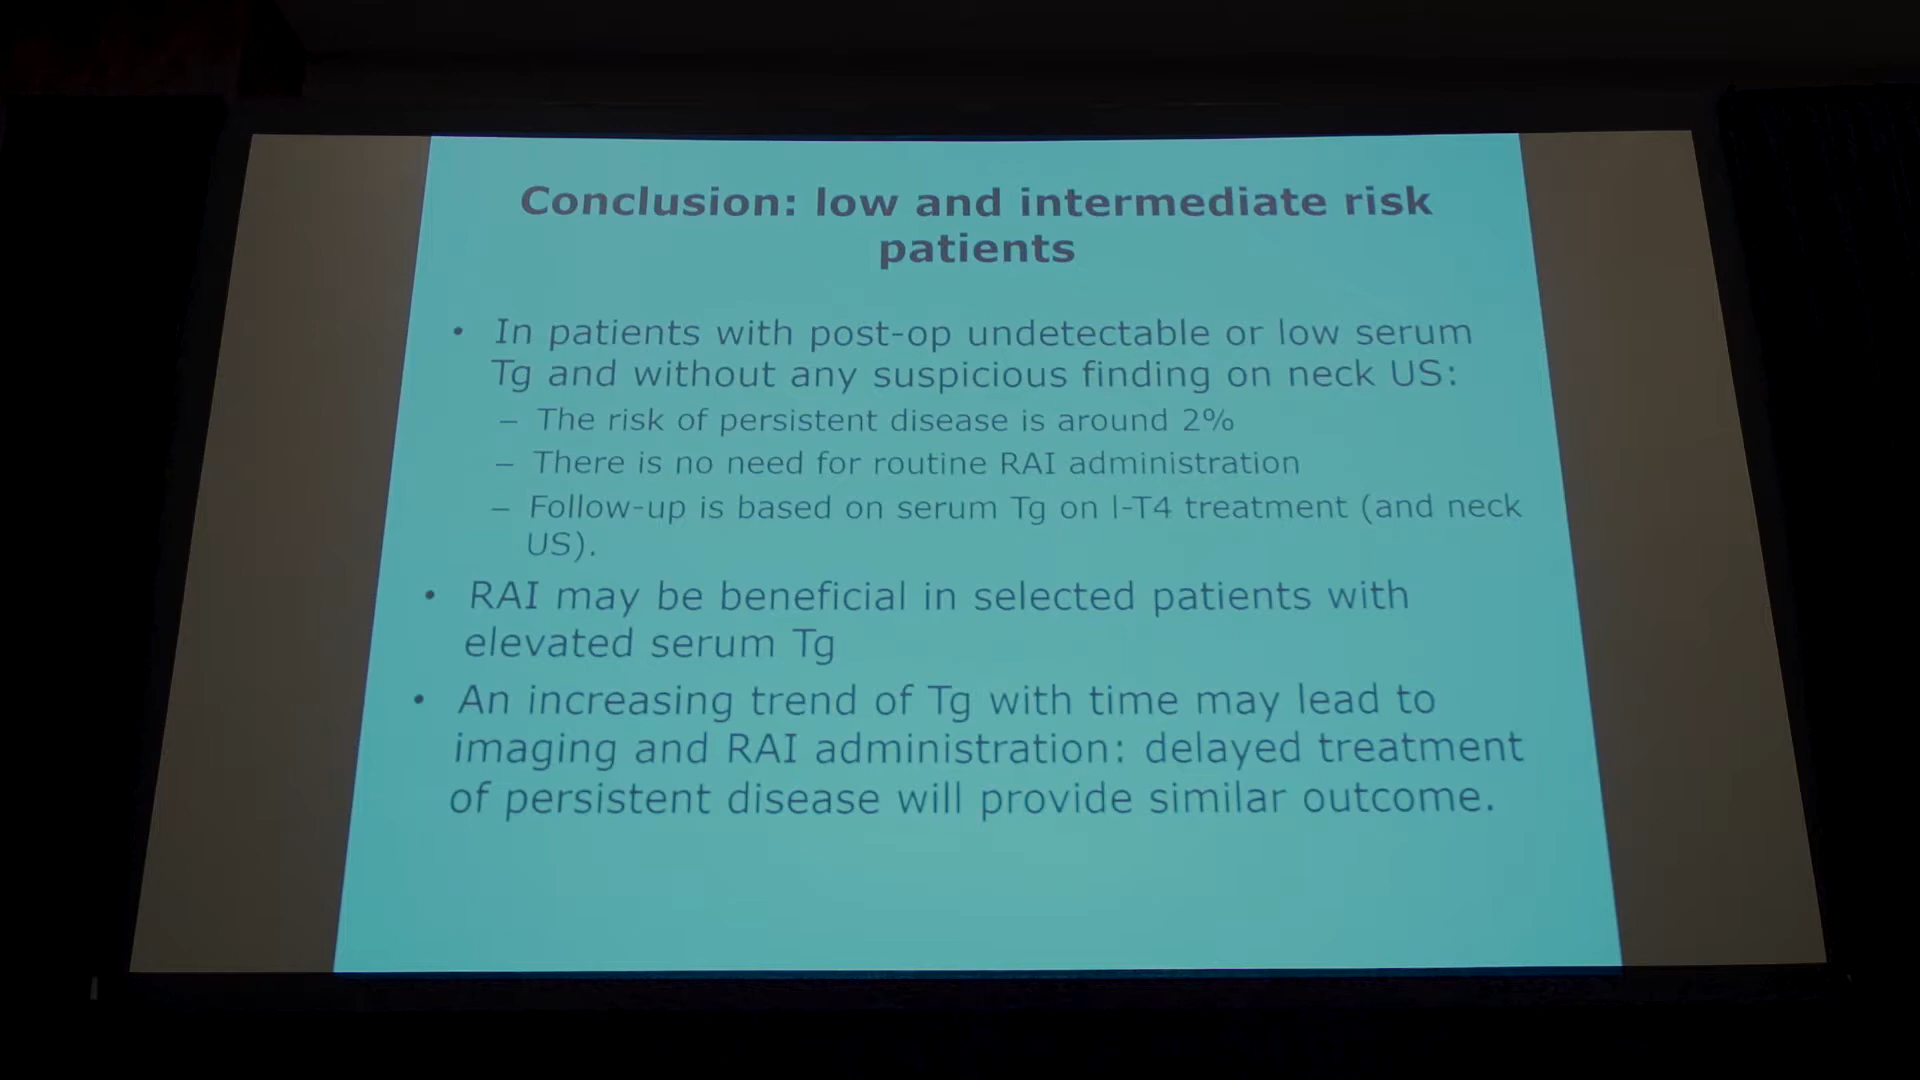 Conclusion: low and intermediate risk
patients
• In patients with post-op undetectable or low serum
Tg and without any suspicious finding on neck US:
– The risk of persistent disease is around 2%
– There is no need for routine RAI administration
– Follow-up is based on serum Tg on l-T4 treatment (and neck
US).
• RAI may be beneficial in selected patients with
elevated serum Tg
• An increasing trend of Tg with time may lead to
imaging and RAI administration: delayed treatment
of persistent disease will provide similar outcome.